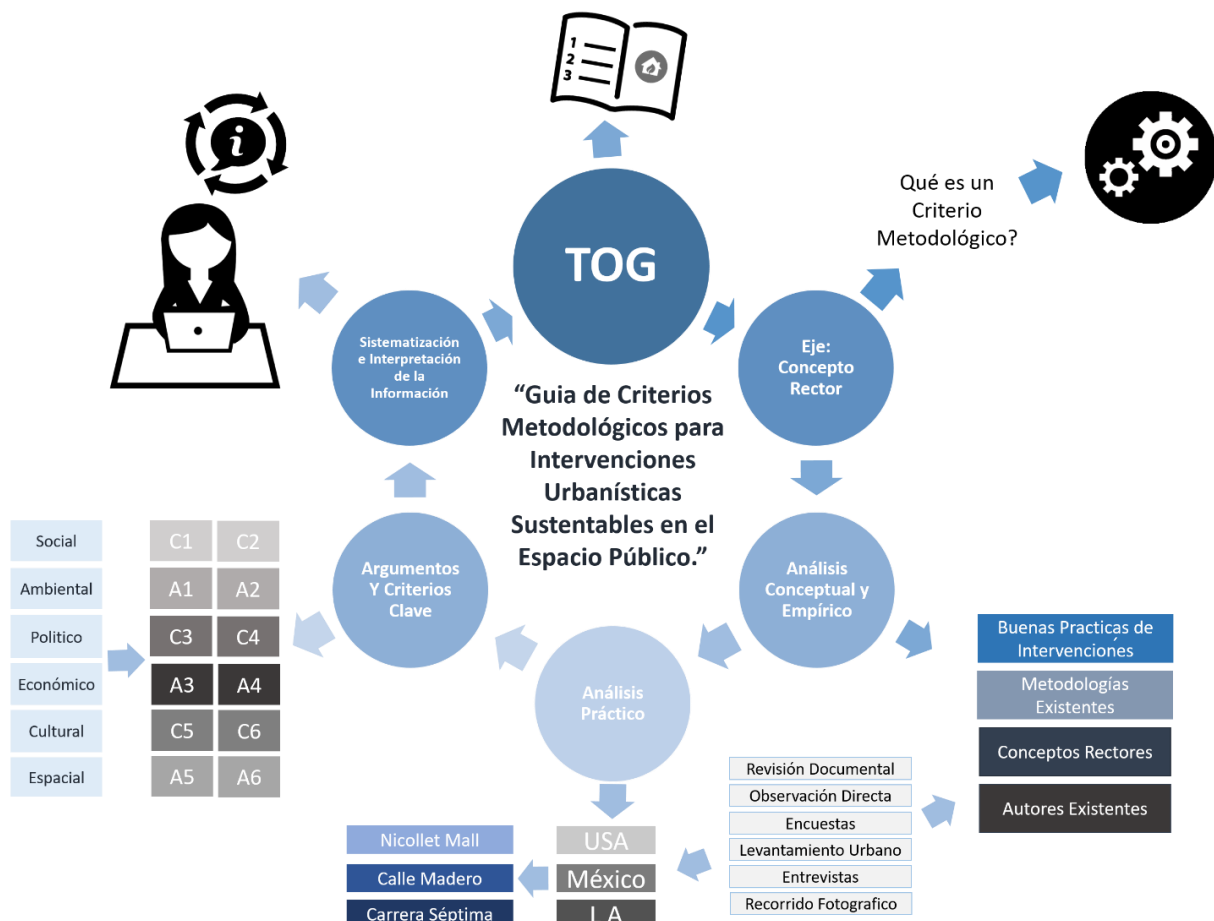 1
2
3
i
TOG
Qué es un
Criterio
Metodológico?
Sistematización
e Interpretación
de la
Información
Eje:
Concepto
Rector
“Guia de Criterios
Metodológicos para
Intervenciones
Urbanísticas
Sustentables en el
Espacio Público.”
Argumentos
Y Criterios
Clave
Análisis
Conceptual y
Empírico
Análisis
Práctico
Social
C1 C2
Ambiental
A1 A2
Politico
C3 C4
Económico
A3 A4
Cultural
C5 C6
Espacial
A5 A6
Buenas Practicas de
Intervenciones
Metodologías
Existentes
Conceptos Rectores
Autores Existentes
Revisión Documental
Observación Directa
Encuestas
Levantamiento Urbano
Entrevistas
Recorrido Fotografico
Nicollet Mall
USA
Calle Madero
México
Carrera Séptima
LA